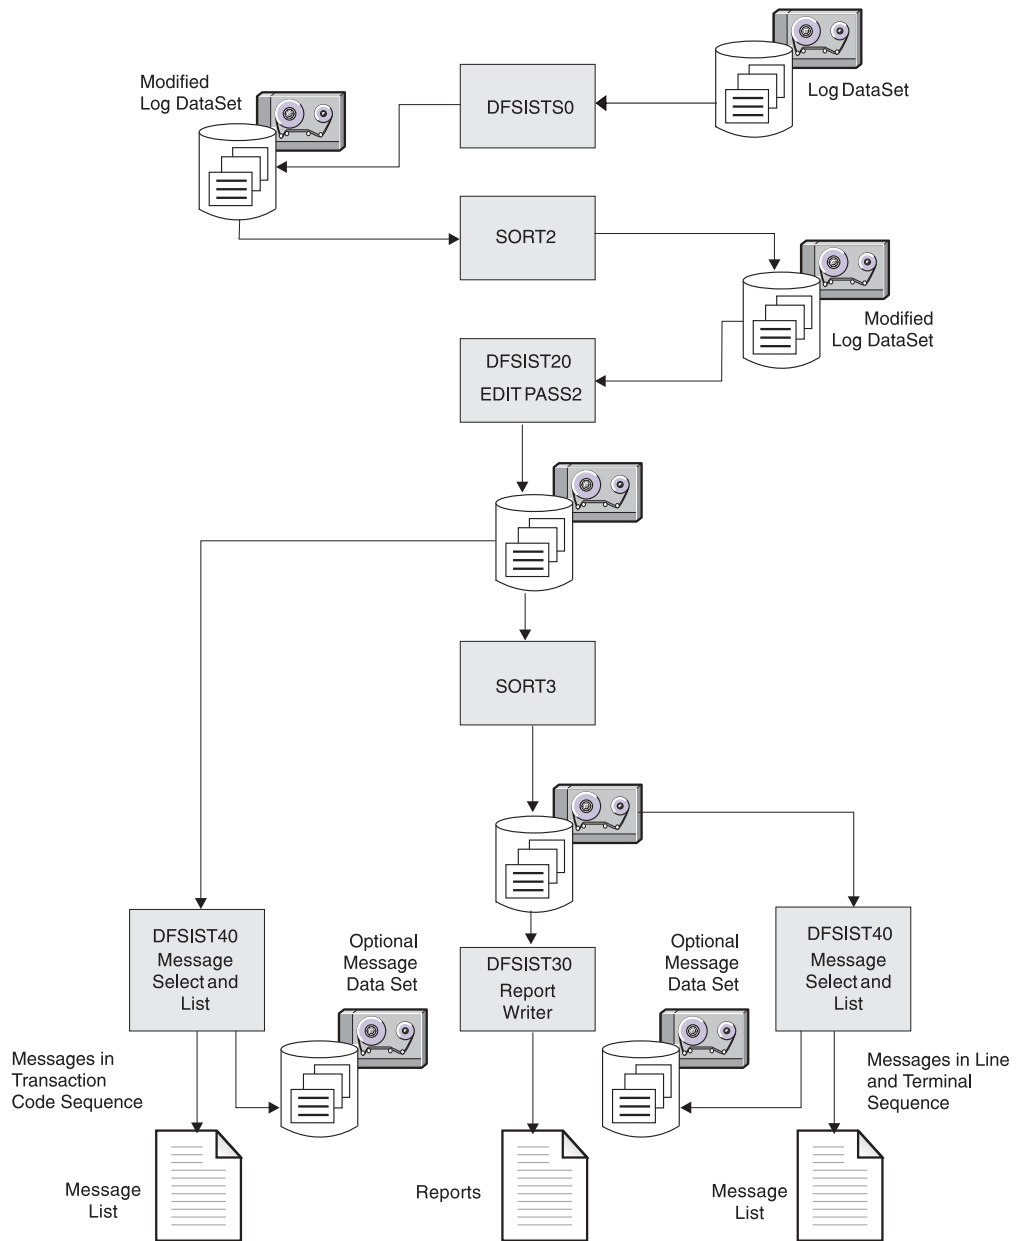 Modified
Log DataSet
DFSISTS0
Log DataSet
SORT2
Modified
Log DataSet
DFSIST20
EDIT PASS2
SORT3
DFSIST40
Message
Select and
List
Optional
Message
Data Set
DFSIST30
Report
Writer
Optional
Message
Data Set
DFSIST40
Message
Select and
List
Messages in
Transaction
Code Sequence
Messages in Line
and Terminal
Sequence
Message
List
Reports
Message
List